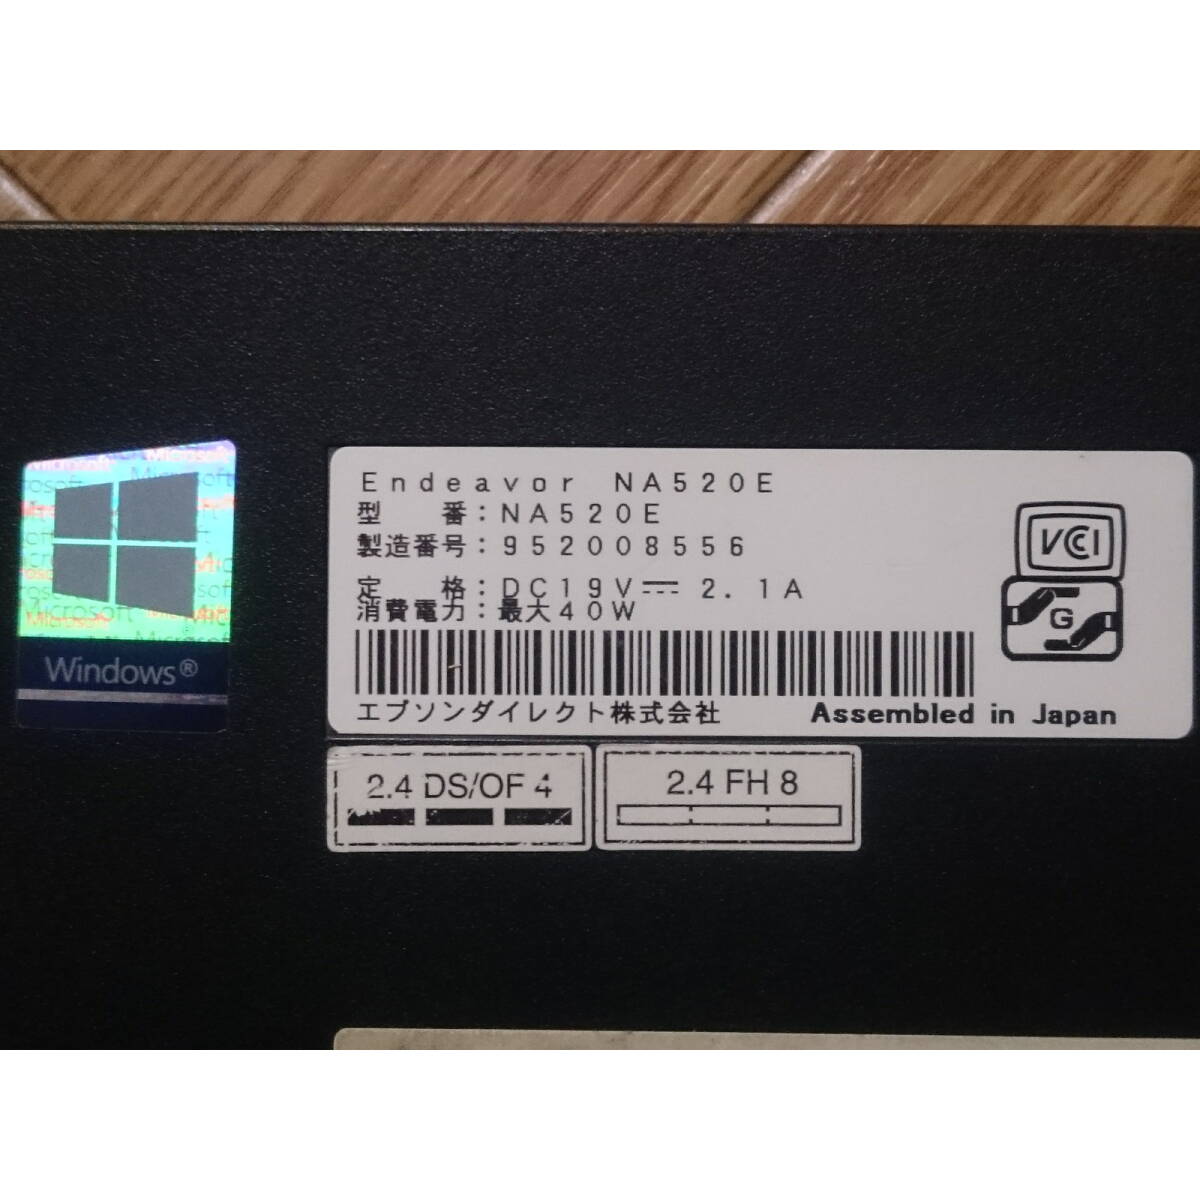 Microsoft
Microsoft
Windows®
Endeavor NA520E
型 番：NA520E
製造番号：952008556
定 格：DC19V⎓2.1A
消費電力：最大40W
エプソンダイレクト株式会社
Assembled in Japan
VCCI
G
2.4 DS/OF 4
2.4 FH 8